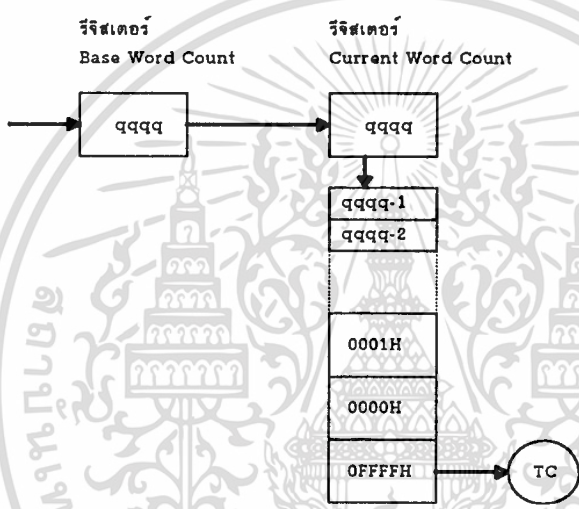 รีจิสเตอร์
Base Word Count
รีจิสเตอร์
Current Word Count
qqqq
qqqq
qqqq-1
qqqq-2
0001H
0000H
0FFFFH
TC